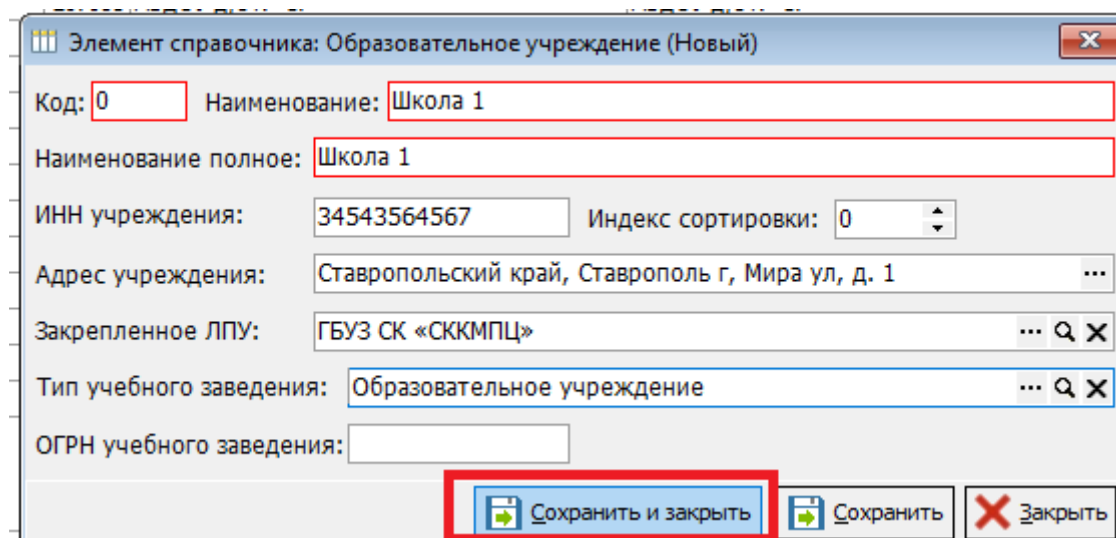 Элемент справочника: Образовательное учреждение (Новый)
Код: 0 Наименование: Школа 1
Наименование полное: Школа 1
ИНН учреждения: 34543564567 Индекс сортировки: 0
Адрес учреждения: Ставропольский край, Ставрополь г, Мира ул, д. 1 ...
Закрепленное ЛПУ: ГБУЗ СК «СККМПЦ» ...
Тип учебного заведения: Образовательное учреждение ...
ОГРН учебного заведения:
Сохранить и закрыть Сохранить Закрыть